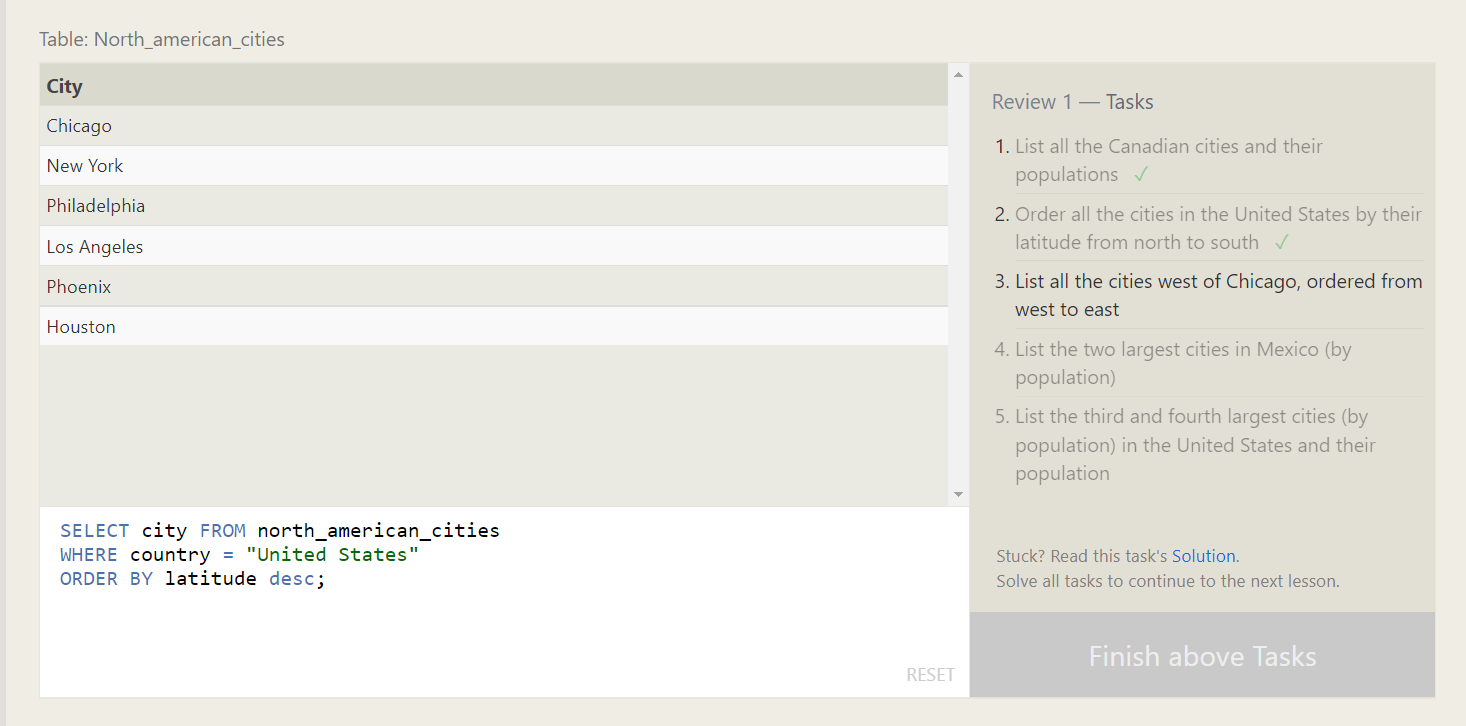 Table: North_american_cities
City
Chicago
New York
Philadelphia
Los Angeles
Phoenix
Houston
SELECT city FROM north_american_cities
WHERE country = "United States"
ORDER BY latitude desc;
RESET
Review 1 — Tasks
1. List all the Canadian cities and their
populations ✓
2. Order all the cities in the United States by their
latitude from north to south ✓
3. List all the cities west of Chicago, ordered from
west to east
4. List the two largest cities in Mexico (by
population)
5. List the third and fourth largest cities (by
population) in the United States and their
population
Stuck? Read this task's Solution.
Solve all tasks to continue to the next lesson.
Finish above Tasks